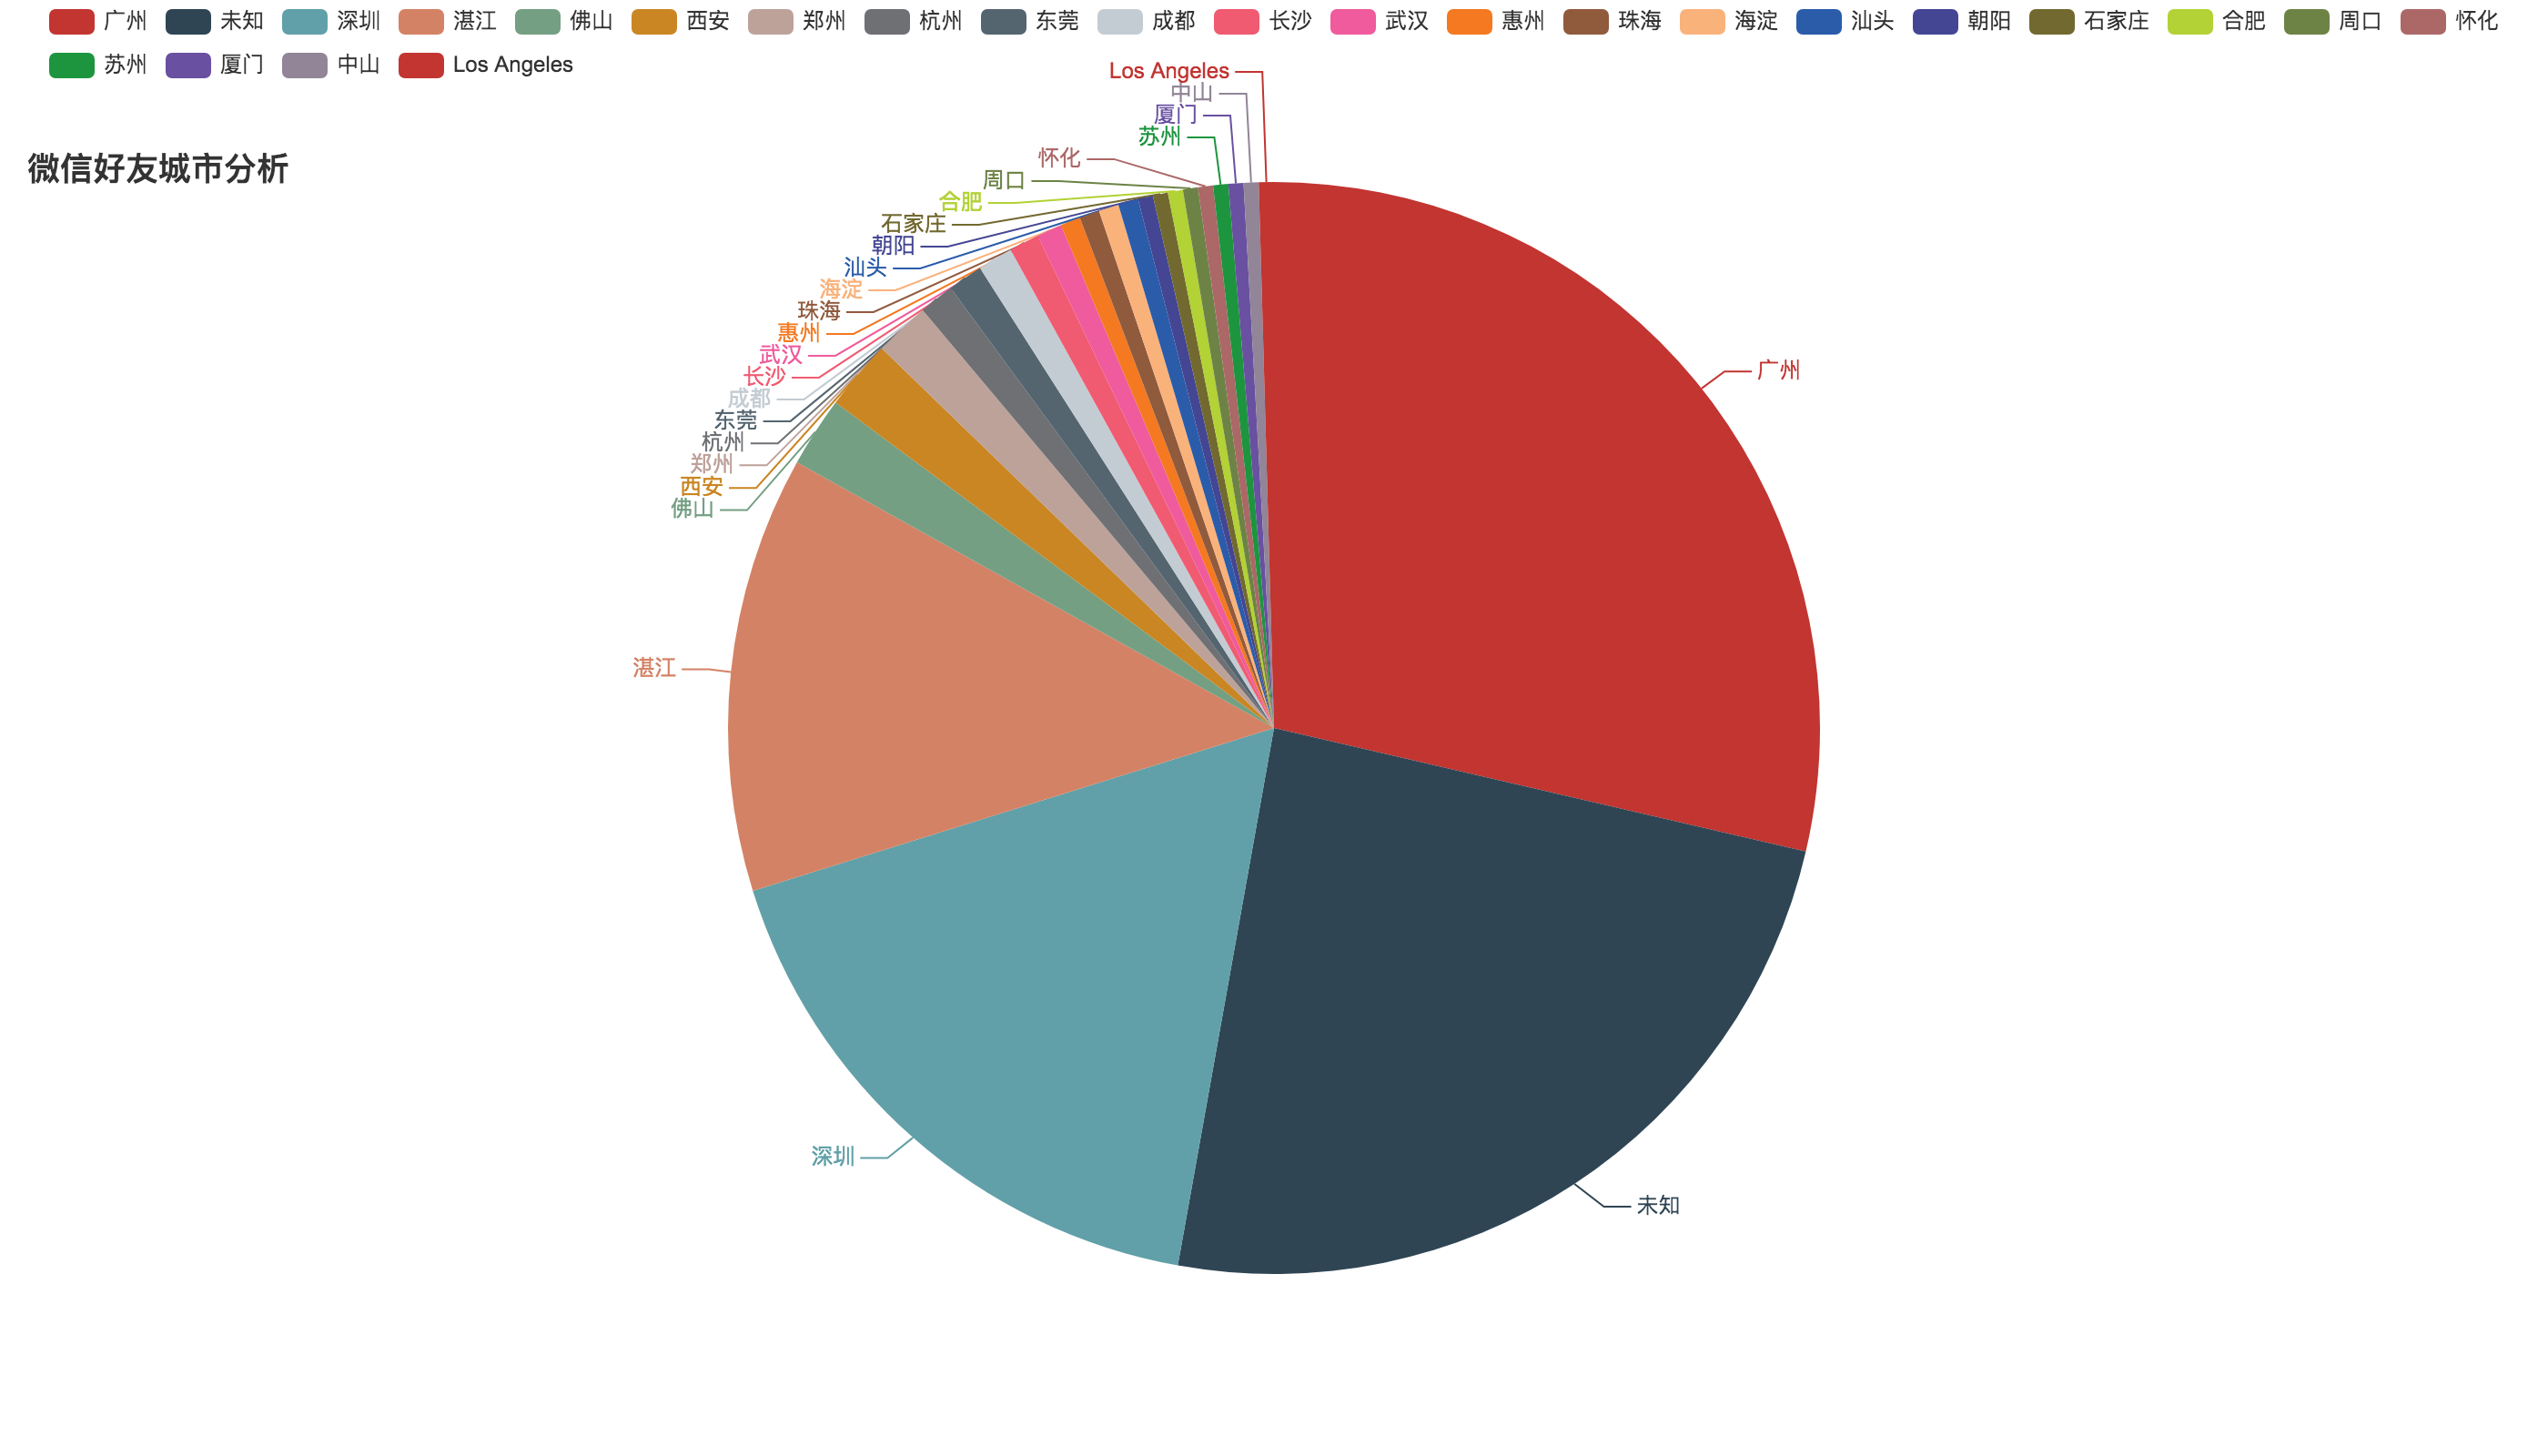 广州 未知 深圳 湛江 佛山 西安 郑州 杭州 东莞 成都 长沙 武汉 惠州 珠海 海淀 汕头 朝阳 石家庄 合肥 周口 怀化
苏州 厦门 中山 Los Angeles
微信好友城市分析
Los Angeles
中山
厦门
苏州
怀化
周口
合肥
石家庄
朝阳
汕头
海淀
珠海
惠州
武汉
长沙
成都
东莞
杭州
郑州
西安
佛山
广州
湛江
深圳
未知